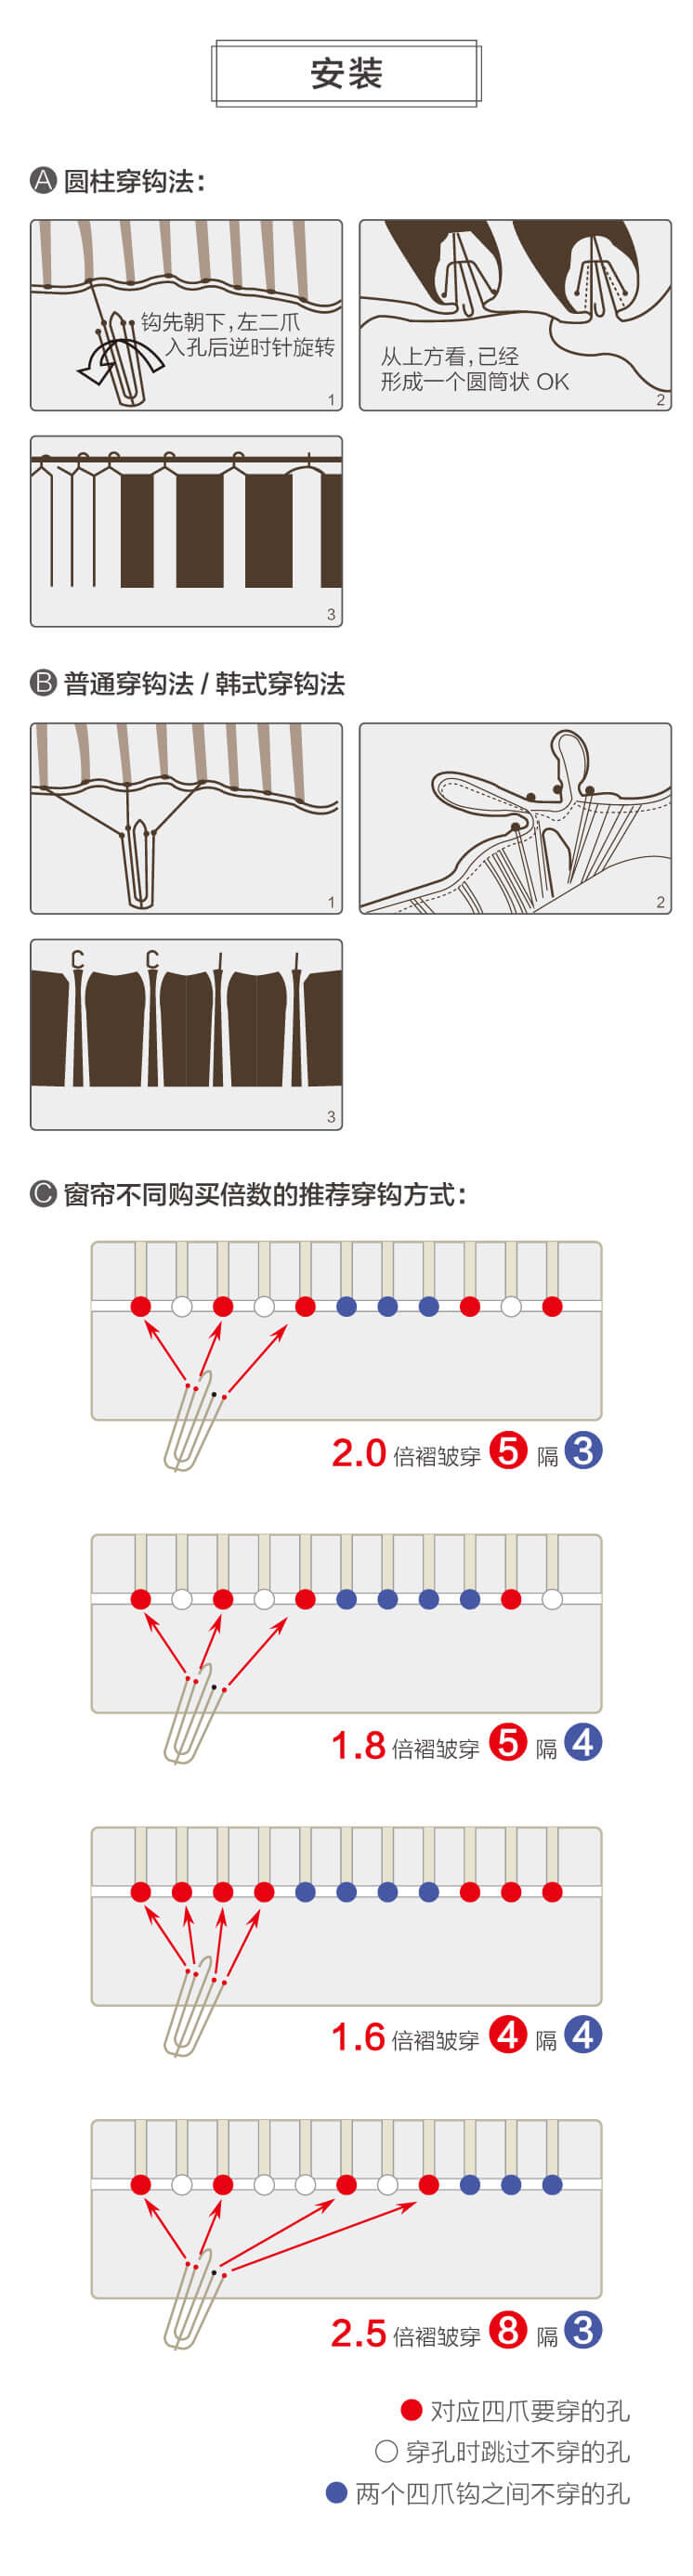 安装
A 圆柱穿钩法：
钩先朝下，左二爪
入孔后逆时针旋转
1
从上方看，已经
形成一个圆筒状 OK
2
3
B 普通穿钩法 / 韩式穿钩法
1
2
3
C 窗帘不同购买倍数的推荐穿钩方式：
2.0 倍褶皱穿 5 隔 3
1.8 倍褶皱穿 5 隔 4
1.6 倍褶皱穿 4 隔 4
2.5 倍褶皱穿 8 隔 3
对应四爪要穿的孔
穿孔时跳过不穿的孔
两个四爪钩之间不穿的孔